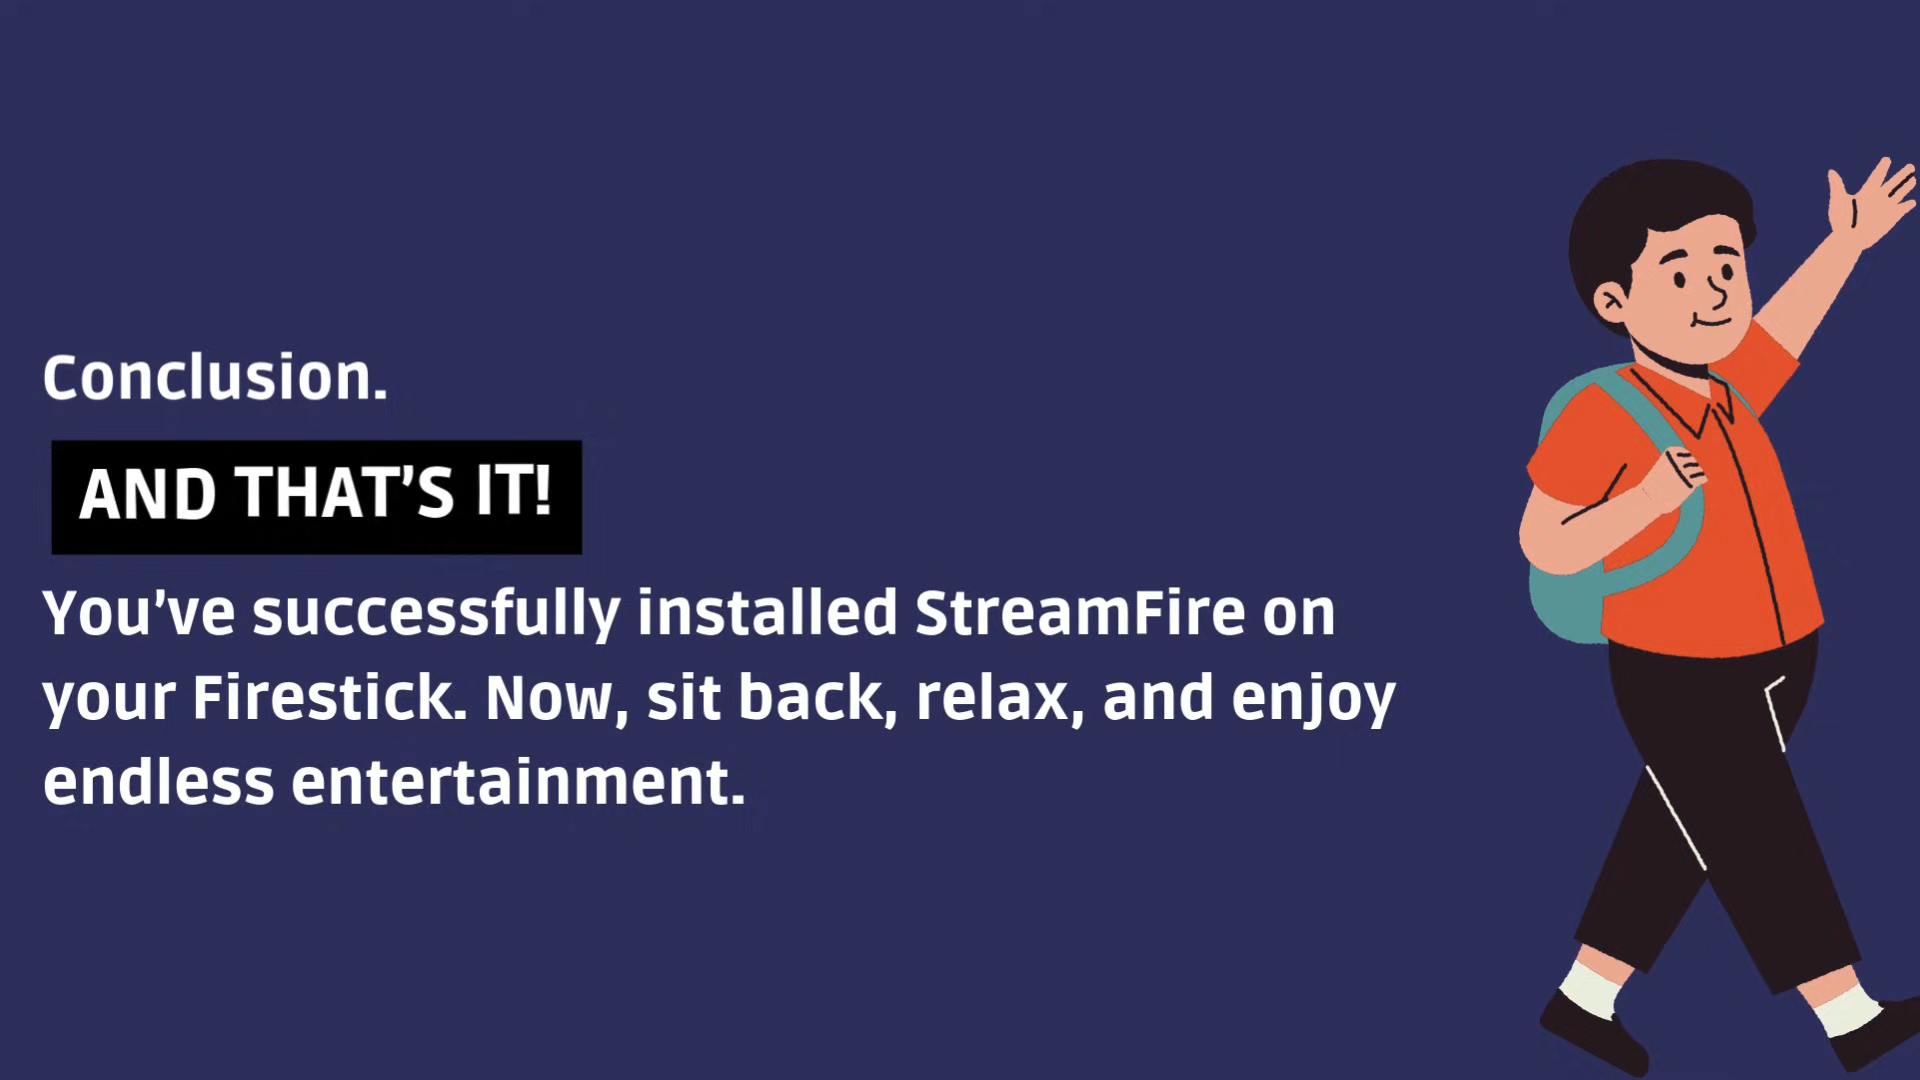 Conclusion.
AND THAT’S IT!
You’ve successfully installed StreamFire on
your Firestick. Now, sit back, relax, and enjoy
endless entertainment.